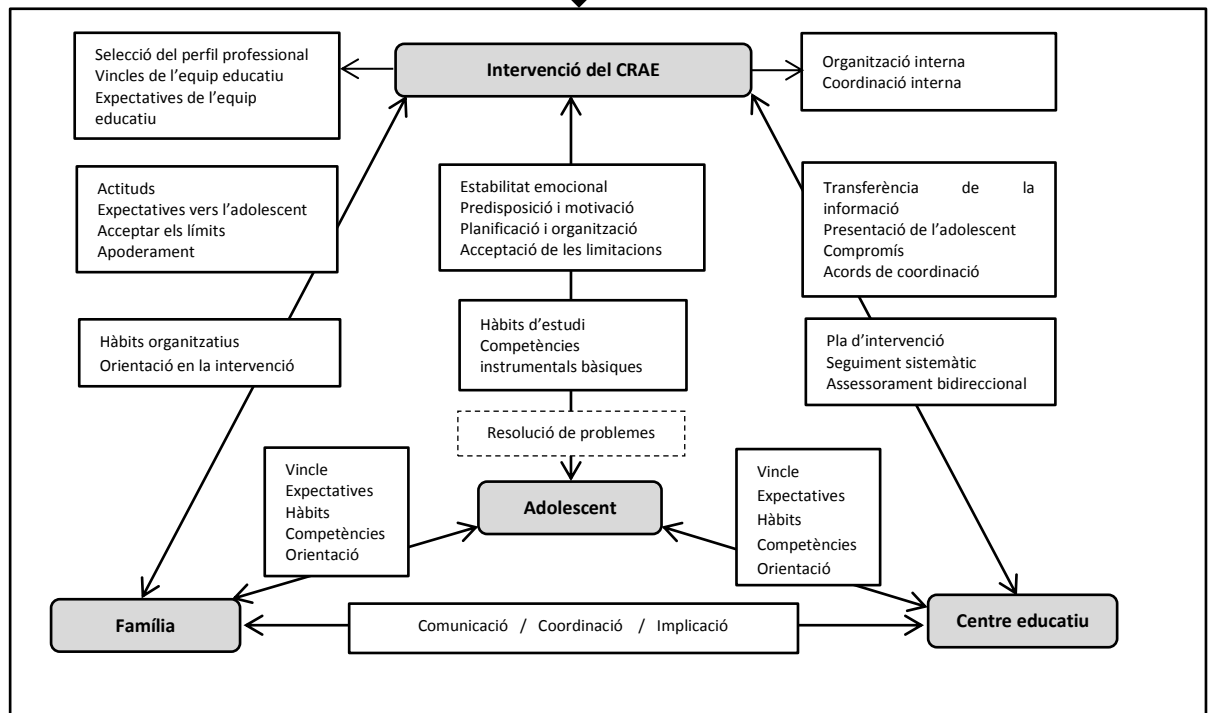 Selecció del perfil professional
Vincles de l’equip educatiu
Expectatives de l’equip
educatiu
Intervenció del CRAE
Organització interna
Coordinació interna
Actituds
Expectatives vers l’adolescent
Acceptar els límits
Apoderament
Estabilitat emocional
Predisposició i motivació
Planificació i organització
Acceptació de les limitacions
Transferència de la
informació
Presentació de l’adolescent
Compromís
Acords de coordinació
Hàbits organitzatius
Orientació en la intervenció
Hàbits d’estudi
Competències
instrumentals bàsiques
Pla d’intervenció
Seguiment sistemàtic
Assessorament bidireccional
Resolució de problemes
Vincle
Expectatives
Hàbits
Competències
Orientació
Adolescent
Vincle
Expectatives
Hàbits
Competències
Orientació
Família
Comunicació / Coordinació / Implicació
Centre educatiu